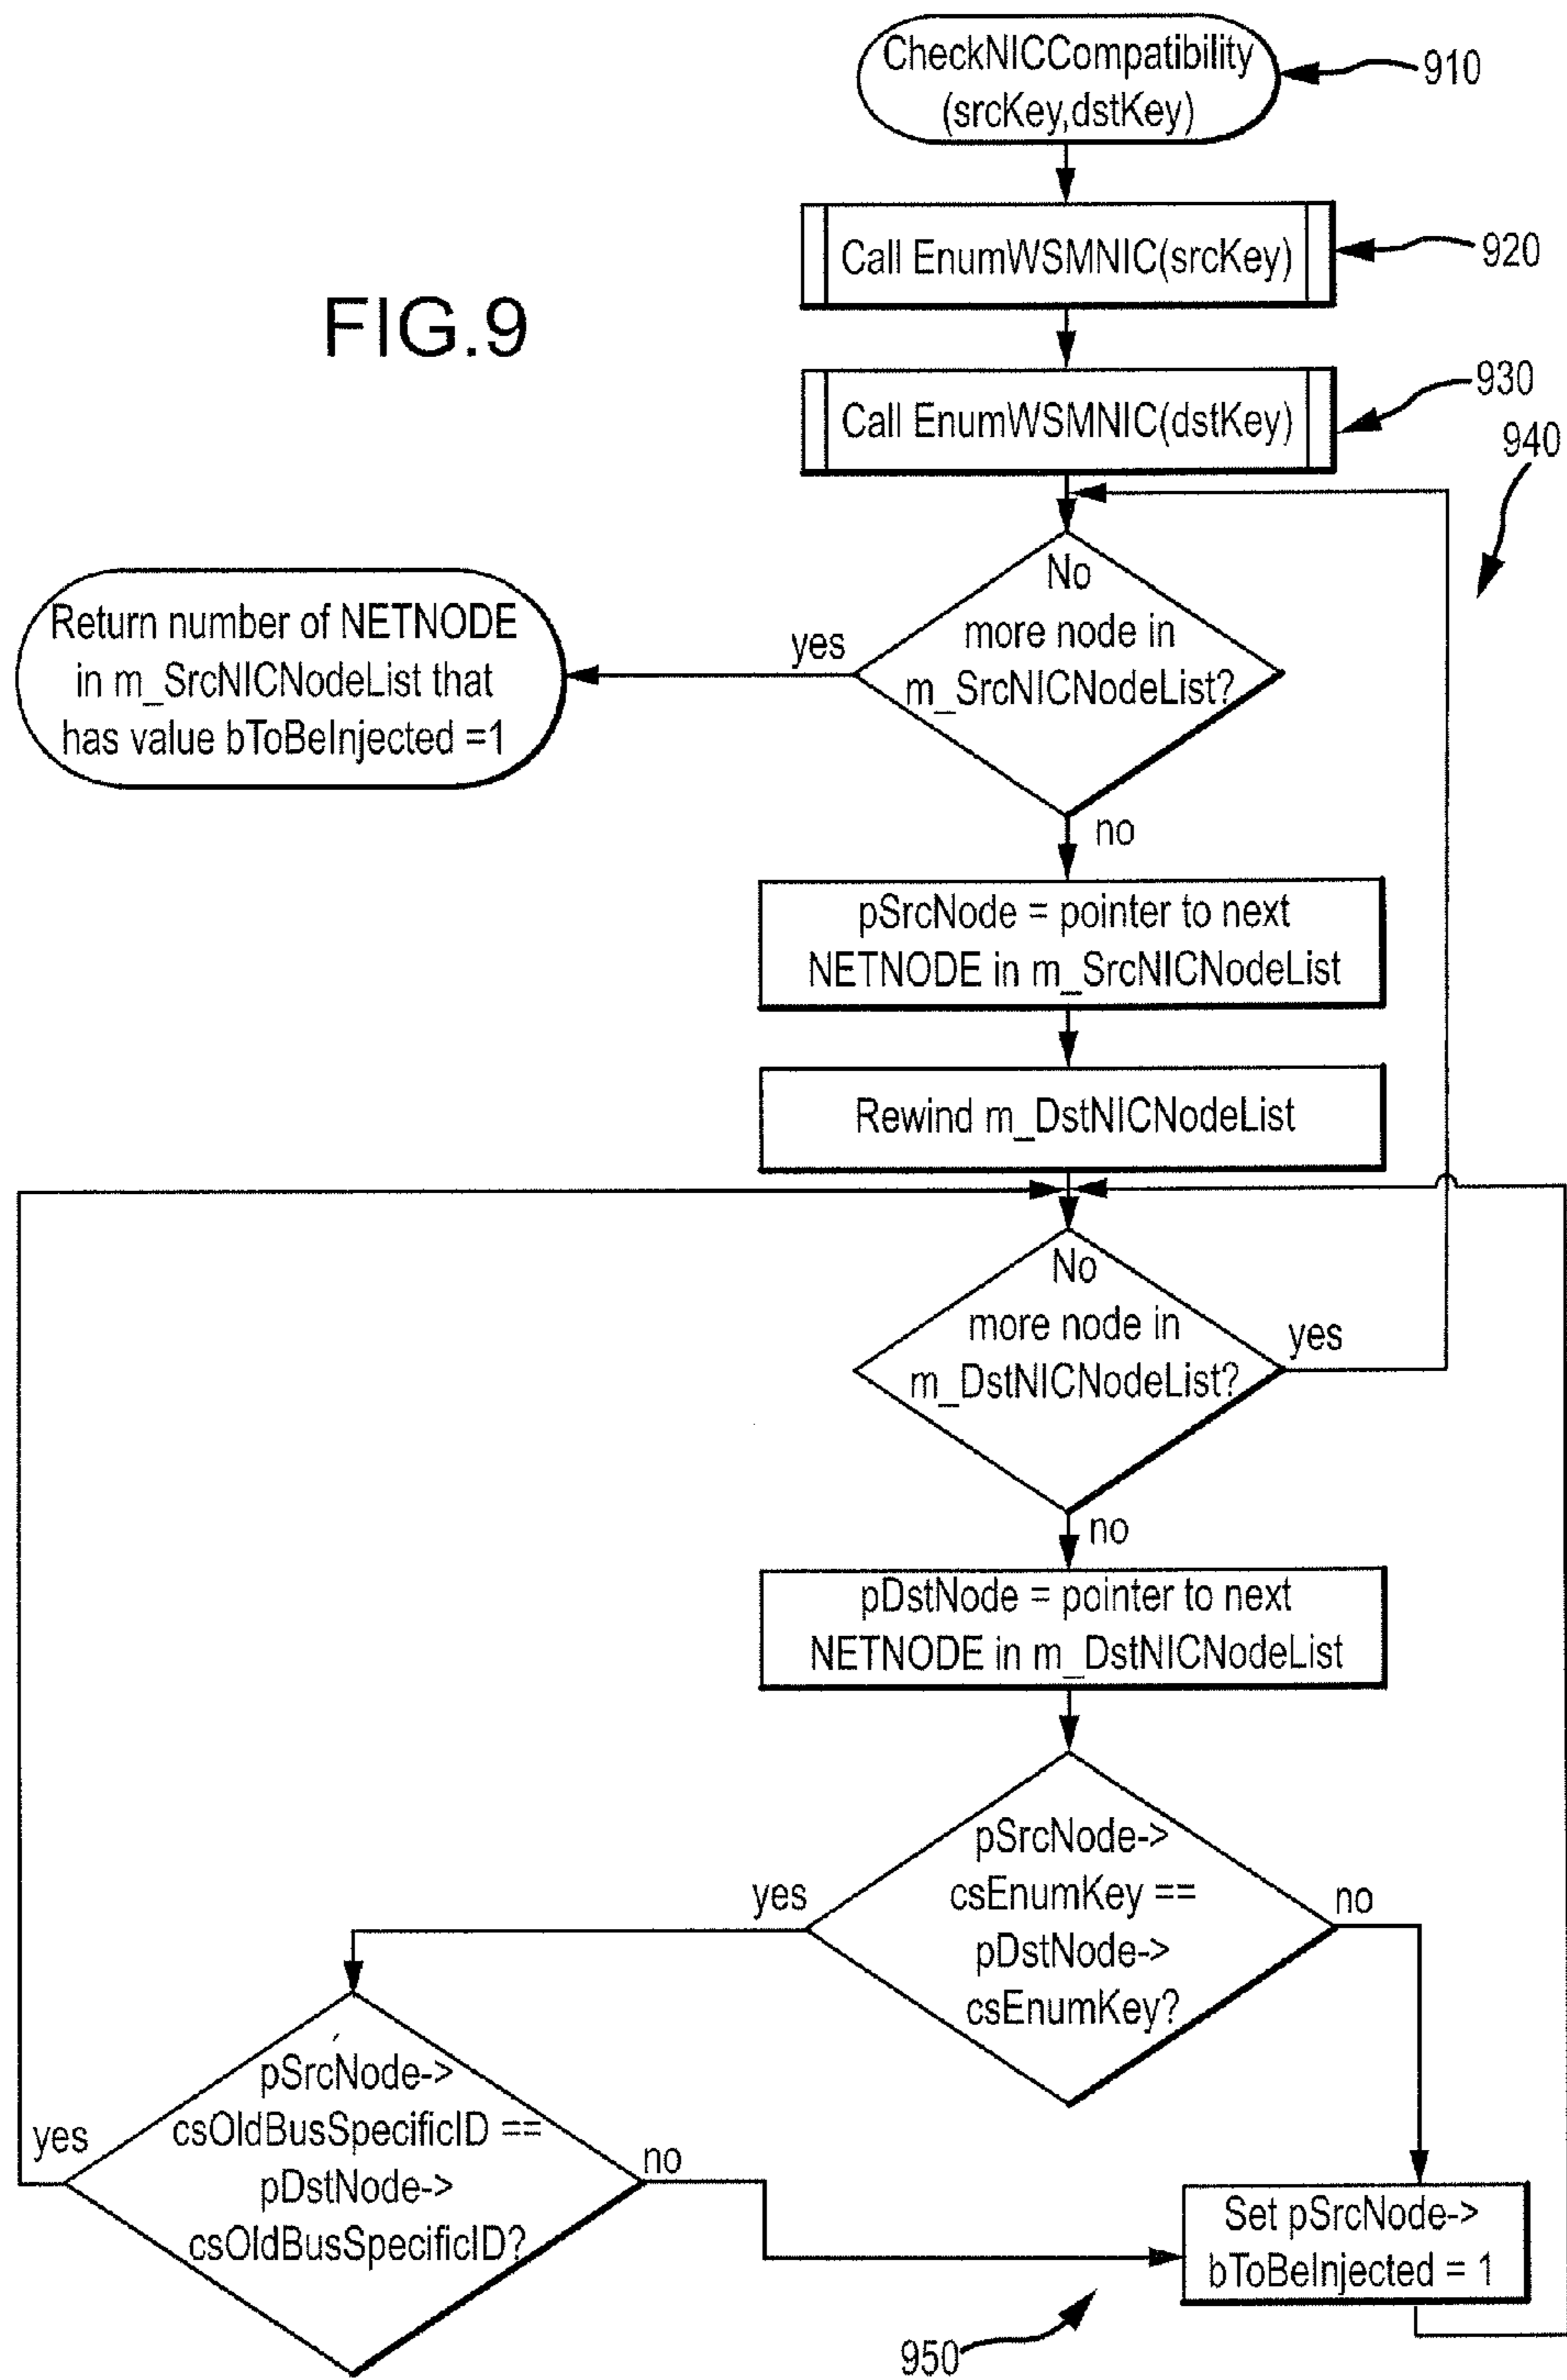 CheckNICCompatibility
(srcKey,dstKey)
910
Call EnumWSMNIC(srcKey)
920
FIG.9
Call EnumWSMNIC(dstKey)
930
940
No
more node in
m_SrcNICNodeList?
yes
Return number of NETNODE
in m_SrcNICNodeList that
has value bToBeInjected =1
no
pSrcNode = pointer to next
NETNODE in m_SrcNICNodeList
Rewind m_DstNICNodeList
No
more node in
m_DstNICNodeList?
yes
no
pDstNode = pointer to next
NETNODE in m_DstNICNodeList
pSrcNode->
csEnumKey ==
pDstNode->
csEnumKey?
yes
no
pSrcNode->
csOldBusSpecificID ==
pDstNode->
csOldBusSpecificID?
yes
no
Set pSrcNode->
bToBeInjected = 1
950